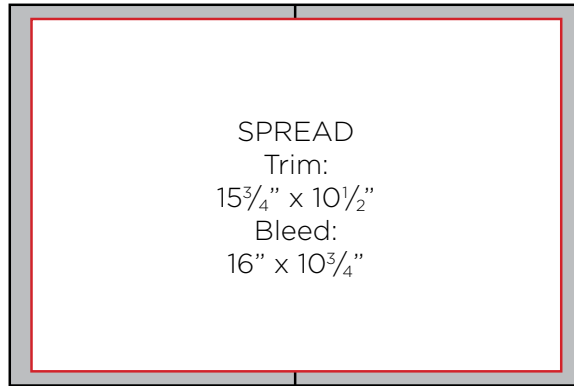 SPREAD
Trim:
15¾” x 10½”
Bleed:
16” x 10¾”